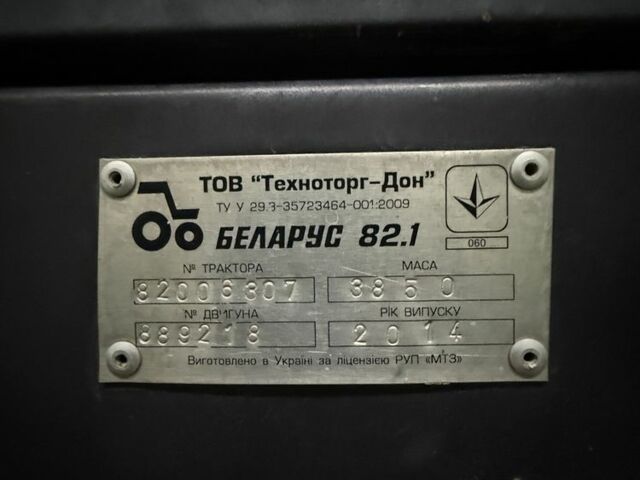 ТОВ "Техноторг-Дон"
ТУ У 29.3-35723464-001:2009
БЕЛАРУС 82.1
060
№ ТРАКТОРА
МАСА
82006307
3850
№ ДВИГУНА
РІК ВИПУСКУ
889218
2014
Виготовлено в Україні за ліцензією РУП «МТЗ»